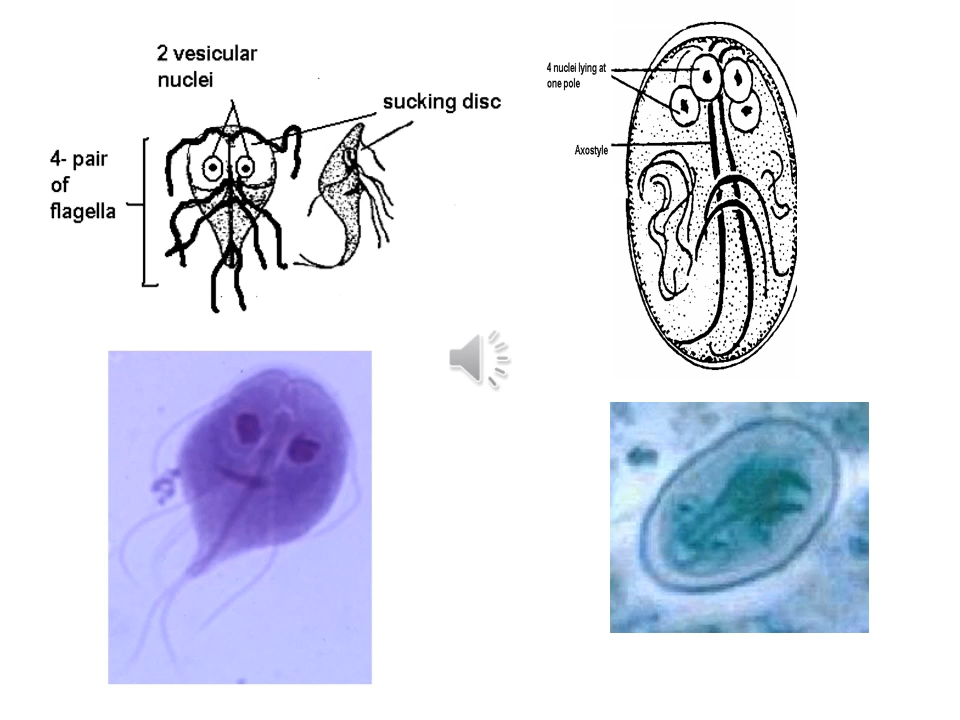 2 vesicular
nuclei
sucking disc
4- pair
of
flagella
4 nuclei lying at
one pole
Axostyle